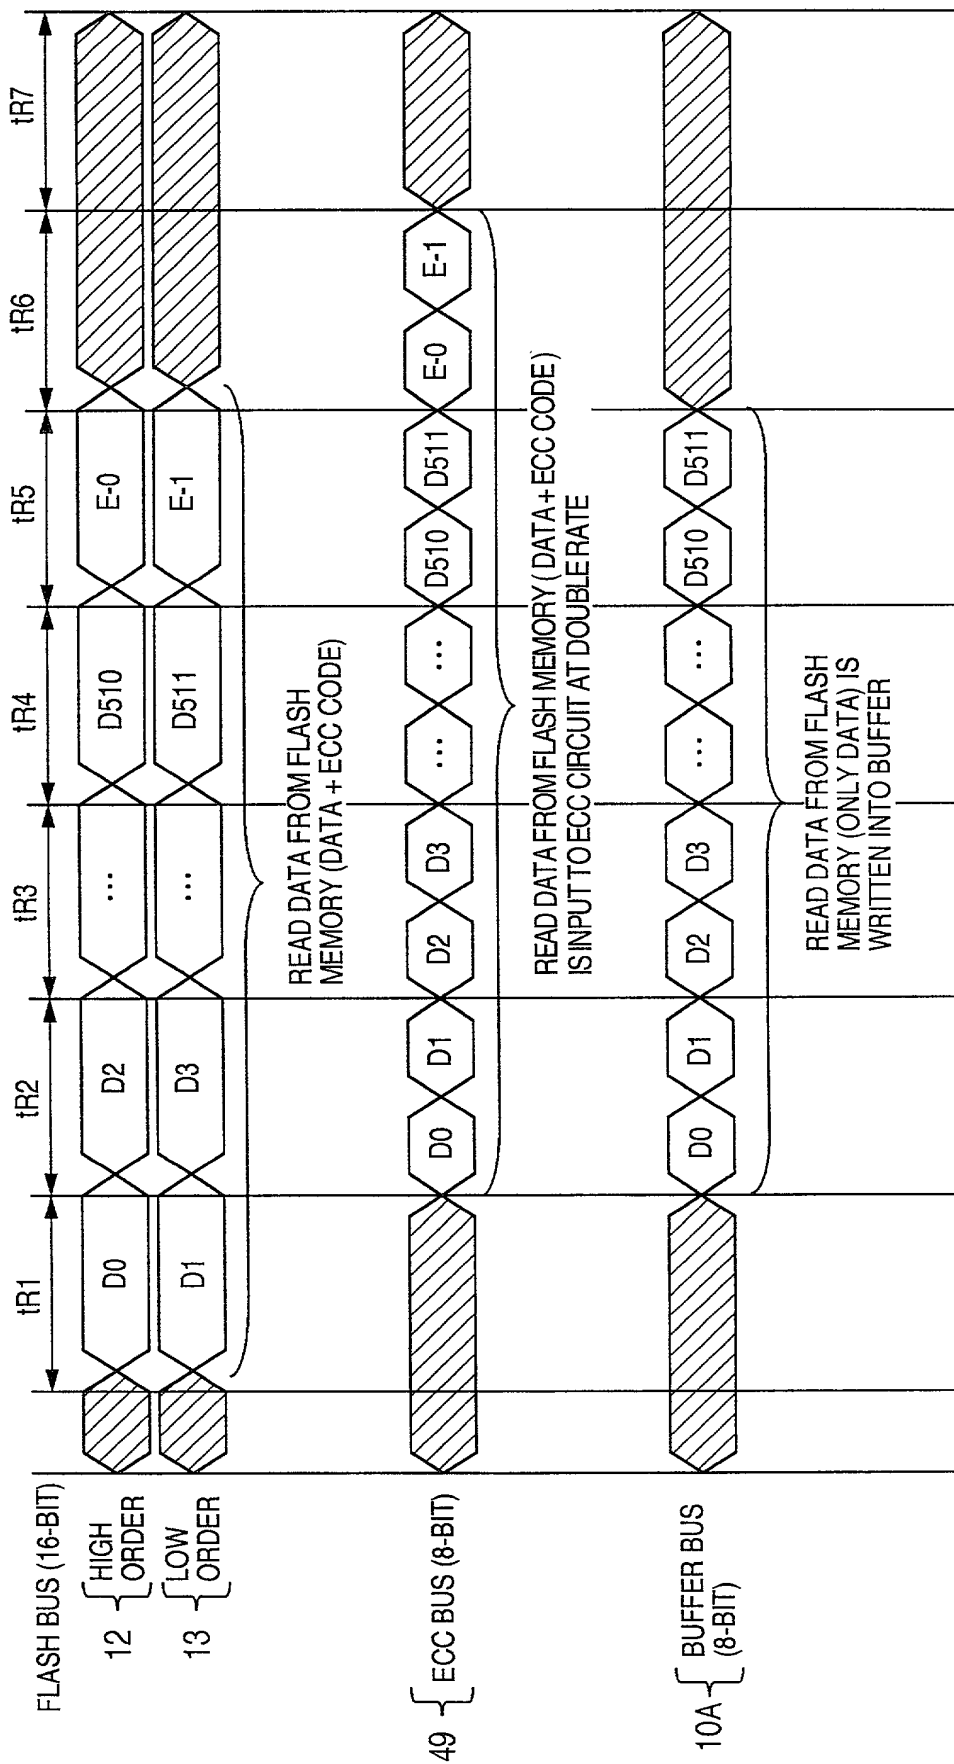 tR1 tR2 tR3 tR4 tR5 tR6 tR7
FLASH BUS (16-BIT)
12 { HIGH
ORDER
D0 D2 ... D510 E-0
13 { LOW
ORDER
D1 D3 ... D511 E-1
READ DATA FROM FLASH
MEMORY (DATA + ECC CODE)
49 { ECC BUS (8-BIT)
D0 D1 D2 D3 ... ... D510 D511 E-0 E-1
READ DATA FROM FLASH MEMORY (DATA + ECC CODE)
IS INPUT TO ECC CIRCUIT AT DOUBLE RATE
10A { BUFFER BUS
(8-BIT)
D0 D1 D2 D3 ... ... D510 D511
READ DATA FROM FLASH
MEMORY (ONLY DATA) IS
WRITTEN INTO BUFFER